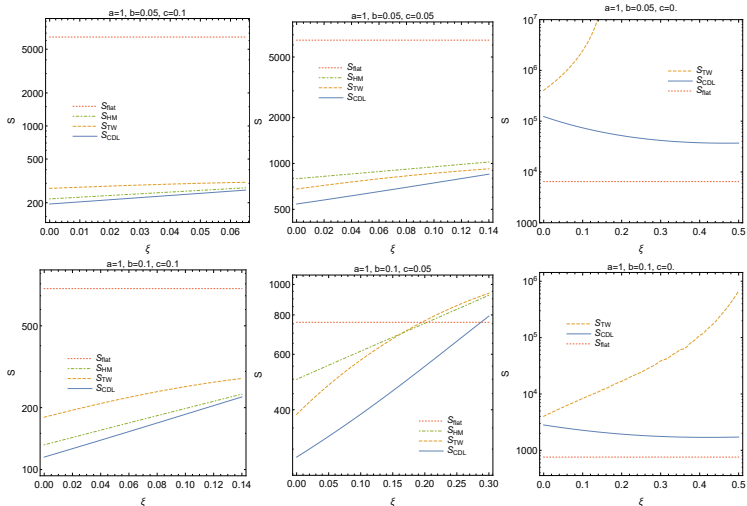 a=1, b=0.05, c=0.1
S
5000
1000
500
200
S_flat
S_HM
S_TW
S_CDL
0.00 0.01 0.02 0.03 0.04 0.05 0.06
ξ
a=1, b=0.05, c=0.05
S
5000
2000
1000
500
S_flat
S_HM
S_TW
S_CDL
0.00 0.02 0.04 0.06 0.08 0.10 0.12 0.14
ξ
a=1, b=0.05, c=0.
S
10^7
10^6
10^5
10^4
1000
S_TW
S_CDL
S_flat
0.0 0.1 0.2 0.3 0.4 0.5
ξ
a=1, b=0.1, c=0.1
S
500
200
100
S_flat
S_HM
S_TW
S_CDL
0.00 0.02 0.04 0.06 0.08 0.10 0.12 0.14
ξ
a=1, b=0.1, c=0.05
S
1000
800
600
400
S_flat
S_HM
S_TW
S_CDL
0.00 0.05 0.10 0.15 0.20 0.25 0.30
ξ
a=1, b=0.1, c=0.
S
10^6
10^5
10^4
1000
S_TW
S_CDL
S_flat
0.0 0.1 0.2 0.3 0.4 0.5
ξ